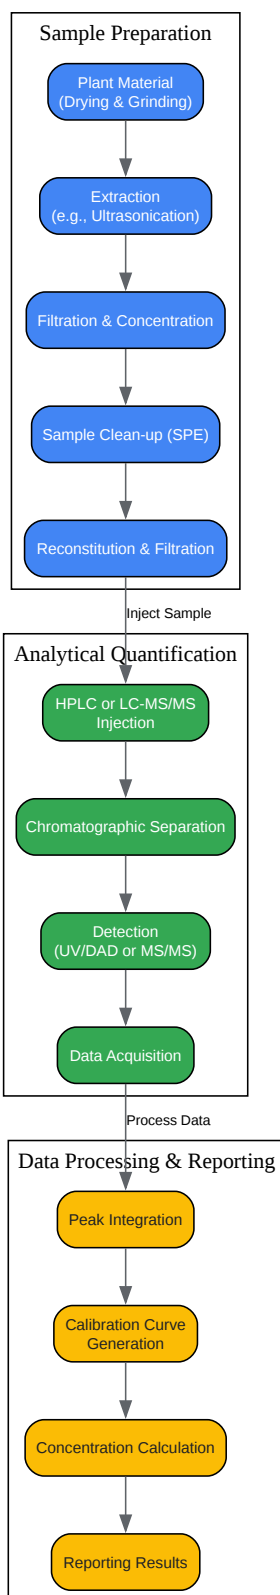 Sample Preparation
Plant Material
(Drying & Grinding)
Extraction
(e.g., Ultrasonication)
Filtration & Concentration
Sample Clean-up (SPE)
Reconstitution & Filtration
Inject Sample
Analytical Quantification
HPLC or LC-MS/MS
Injection
Chromatographic Separation
Detection
(UV/DAD or MS/MS)
Data Acquisition
Process Data
Data Processing & Reporting
Peak Integration
Calibration Curve
Generation
Concentration Calculation
Reporting Results